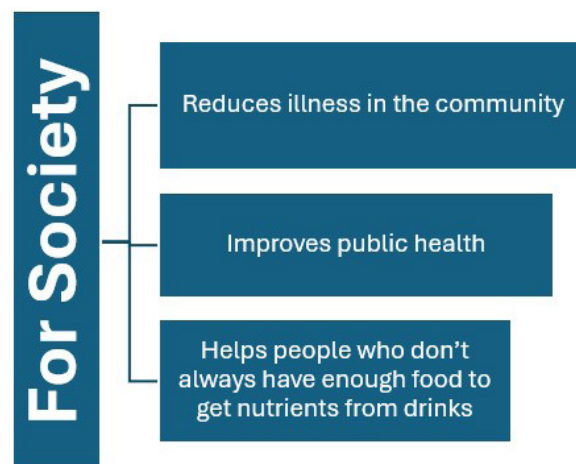 For Society
Reduces illness in the community
Improves public health
Helps people who don’t
always have enough food to
get nutrients from drinks